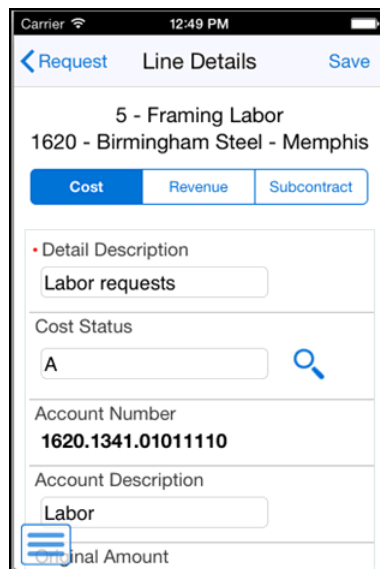 Carrier 12:49 PM
Request Line Details Save
5 - Framing Labor
1620 - Birmingham Steel - Memphis
Cost Revenue Subcontract
• Detail Description
Labor requests
Cost Status
A
Account Number
1620.1341.01011110
Account Description
Labor
Original Amount